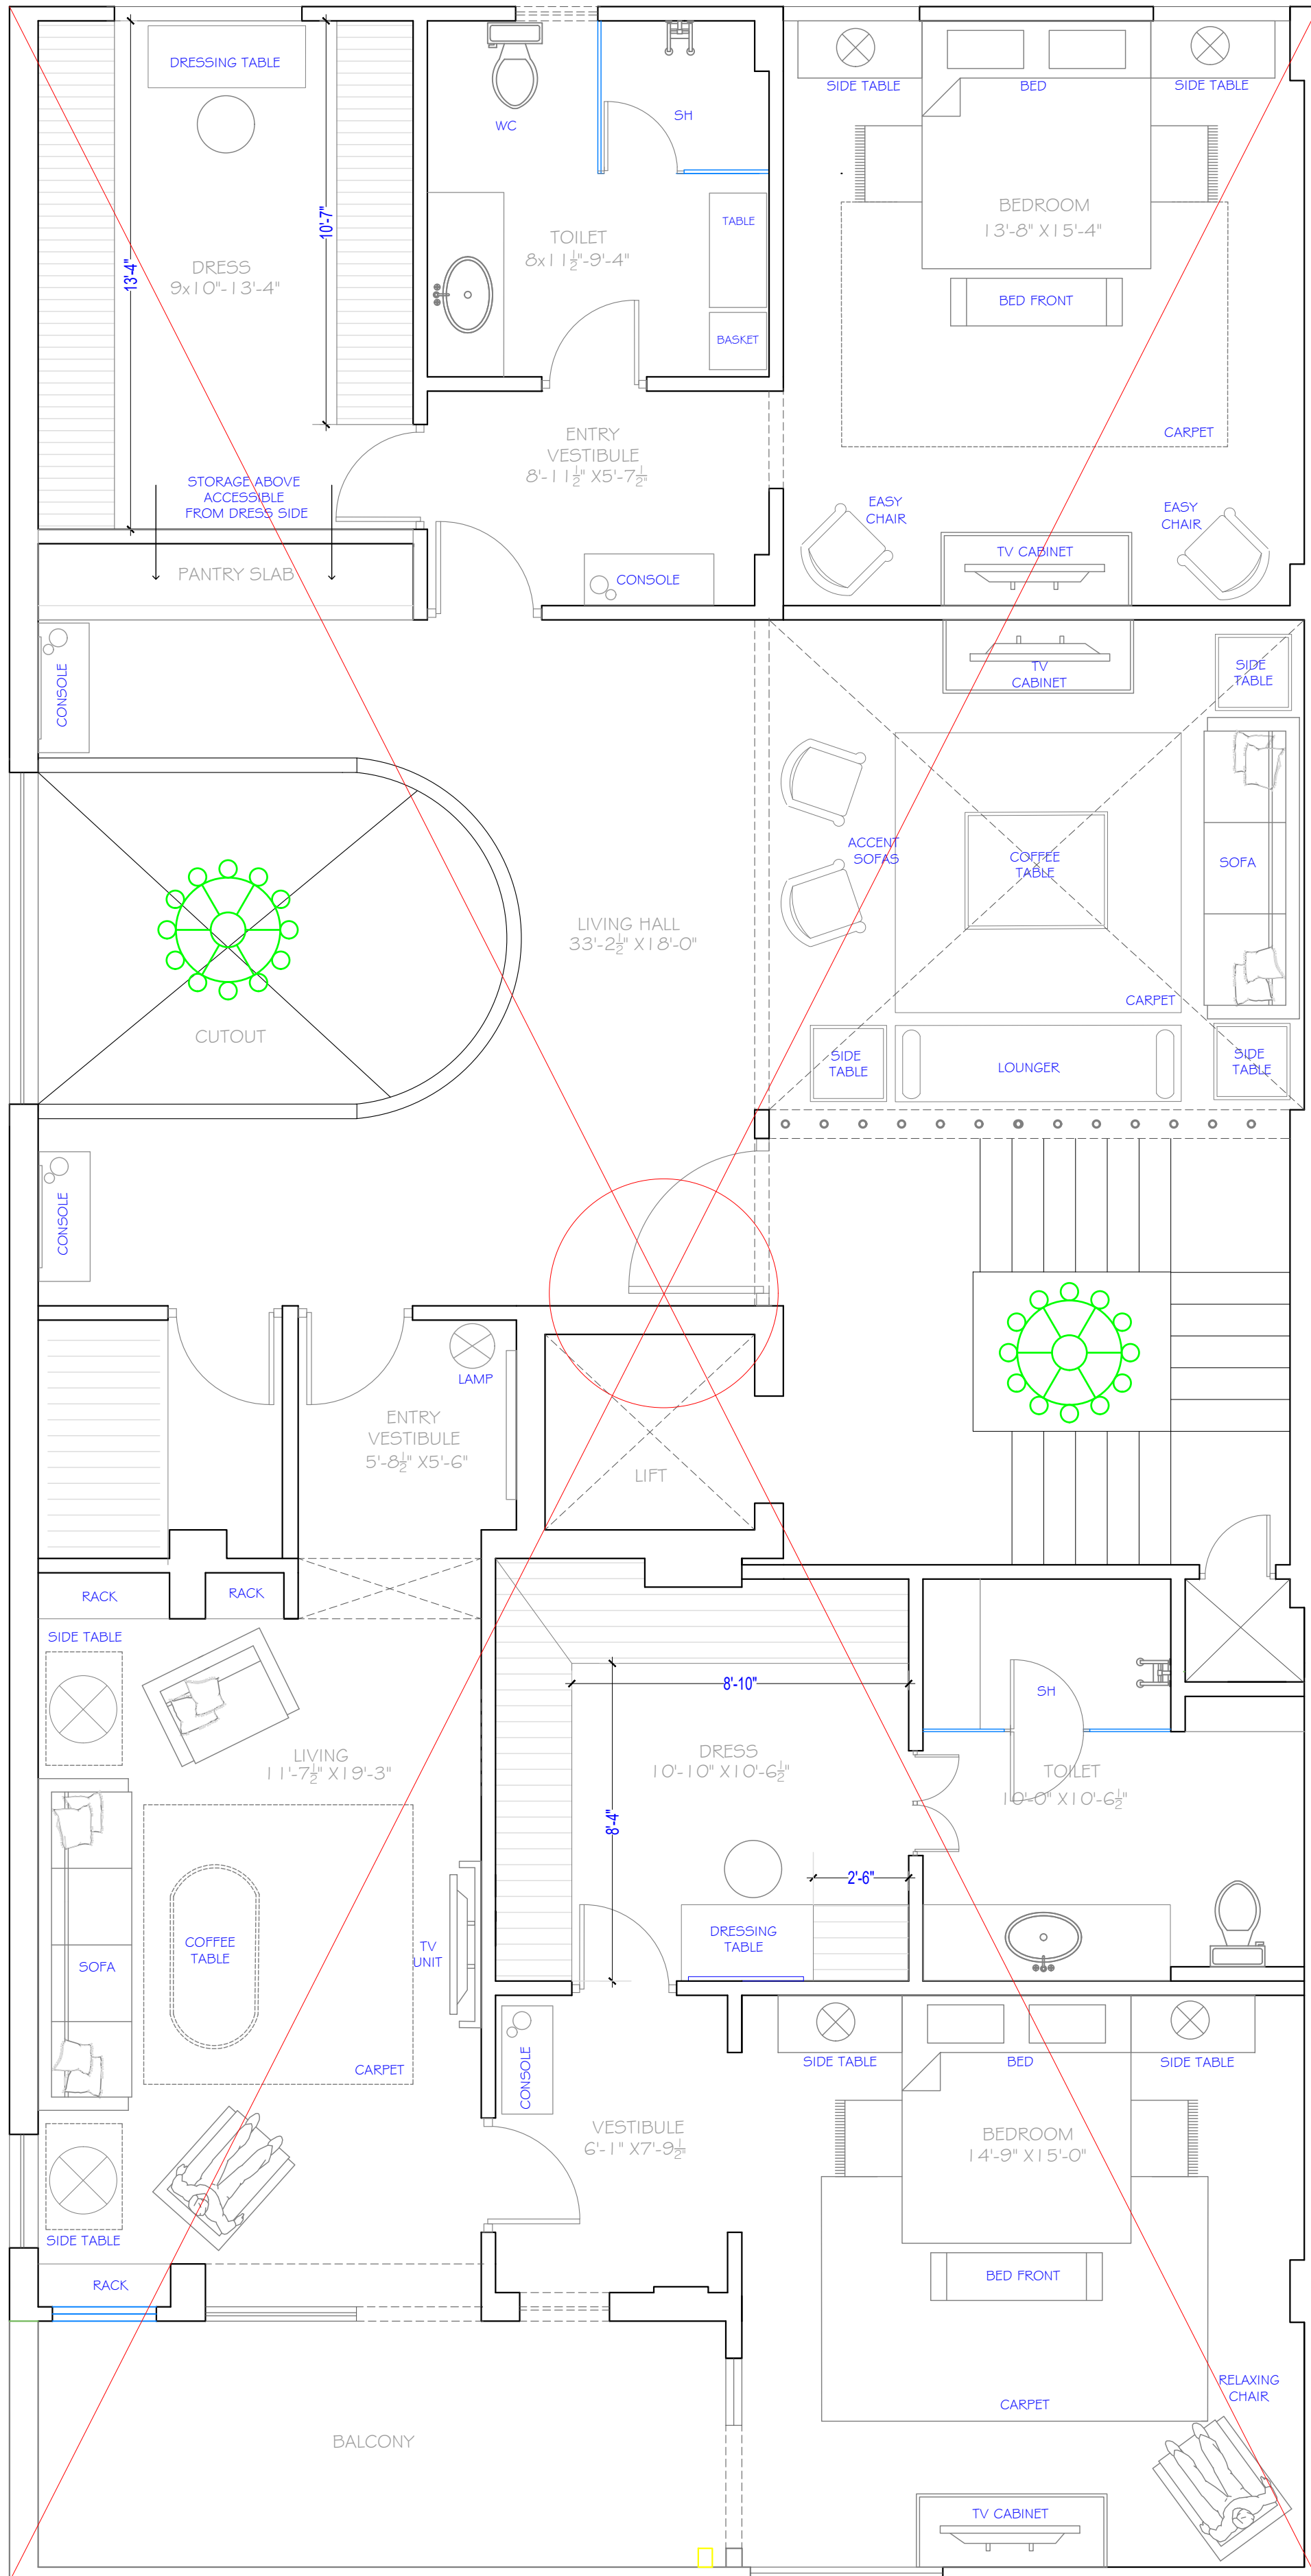 DRESSING TABLE
WC
SH
SIDE TABLE
BED
SIDE TABLE
10'-7"
13'-4"
DRESS
9x10"-13'-4"
TOILET
8x11½"-9'-4"
TABLE
BASKET
BEDROOM
13'-8" X15'-4"
BED FRONT
CARPET
ENTRY
VESTIBULE
8'-11½" X5'-7½"
STORAGE ABOVE
ACCESSIBLE
FROM DRESS SIDE
EASY
CHAIR
EASY
CHAIR
TV CABINET
PANTRY SLAB
CONSOLE
CONSOLE
TV
CABINET
SIDE
TABLE
ACCENT
SOFAS
COFFEE
TABLE
SOFA
LIVING HALL
33'-2½" X18'-0"
CARPET
CUTOUT
SIDE
TABLE
LOUNGER
SIDE
TABLE
CONSOLE
LAMP
ENTRY
VESTIBULE
5'-8½" X5'-6"
LIFT
RACK
RACK
SIDE TABLE
8'-10"
SH
LIVING
11'-7½" X19'-3"
DRESS
10'-10" X10'-6½"
TOILET
10'-0" X10'-6½"
8'-4"
2'-6"
COFFEE
TABLE
TV
UNIT
SOFA
DRESSING
TABLE
CARPET
CONSOLE
SIDE TABLE
BED
SIDE TABLE
VESTIBULE
6'-1" X7'-9½"
BEDROOM
14'-9" X15'-0"
SIDE TABLE
RACK
BED FRONT
RELAXING
CHAIR
CARPET
BALCONY
TV CABINET